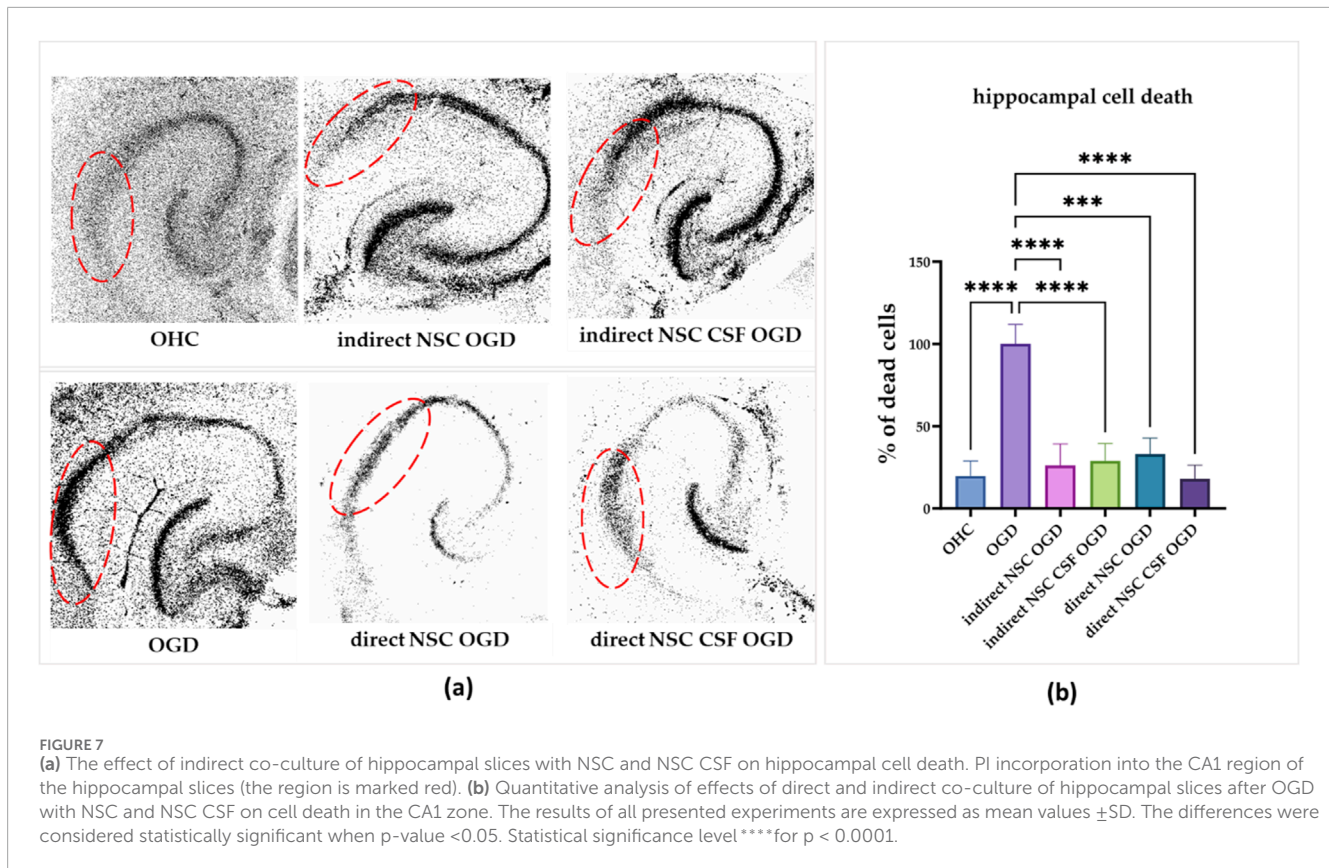 OHC
indirect NSC OGD
indirect NSC CSF OGD
OGD
direct NSC OGD
direct NSC CSF OGD
(a)
hippocampal cell death
****
***
****
**** ****
% of dead cells
150
100
50
0
OHC
OGD
indirect NSC OGD
indirect NSC CSF OGD
direct NSC OGD
direct NSC CSF OGD
(b)
FIGURE 7
(a) The effect of indirect co-culture of hippocampal slices with NSC and NSC CSF on hippocampal cell death. PI incorporation into the CA1 region of
the hippocampal slices (the region is marked red). (b) Quantitative analysis of effects of direct and indirect co-culture of hippocampal slices after OGD
with NSC and NSC CSF on cell death in the CA1 zone. The results of all presented experiments are expressed as mean values ±SD. The differences were
considered statistically significant when p-value <0.05. Statistical significance level ****for p < 0.0001.